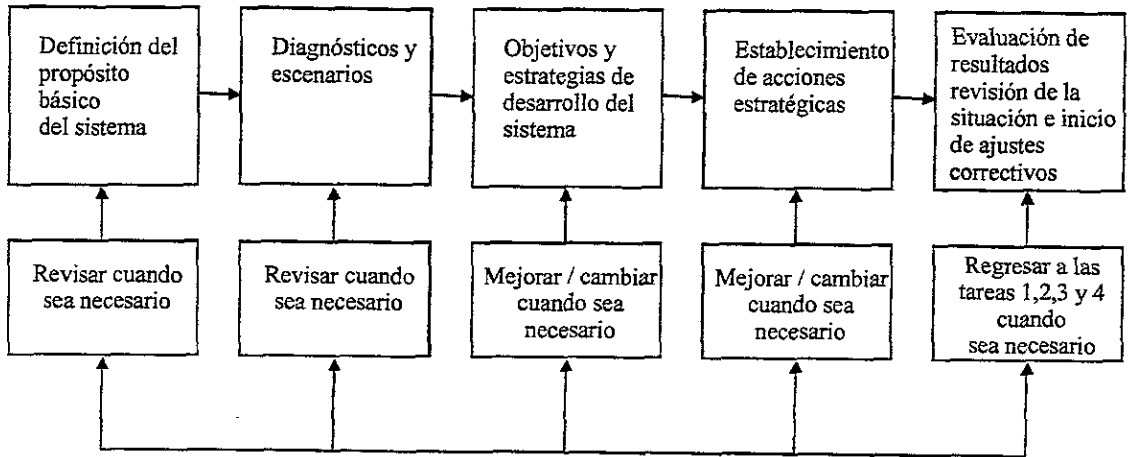 Definición del
propósito
básico
del sistema
Diagnósticos y
escenarios
Objetivos y
estrategias de
desarrollo del
sistema
Establecimiento
de acciones
estratégicas
Evaluación de
resultados
revisión de la
situación e inicio
de ajustes
correctivos
Revisar cuando
sea necesario
Revisar cuando
sea necesario
Mejorar / cambiar
cuando sea
necesario
Mejorar / cambiar
cuando sea
necesario
Regresar a las
tareas 1,2,3 y 4
cuando
sea necesario